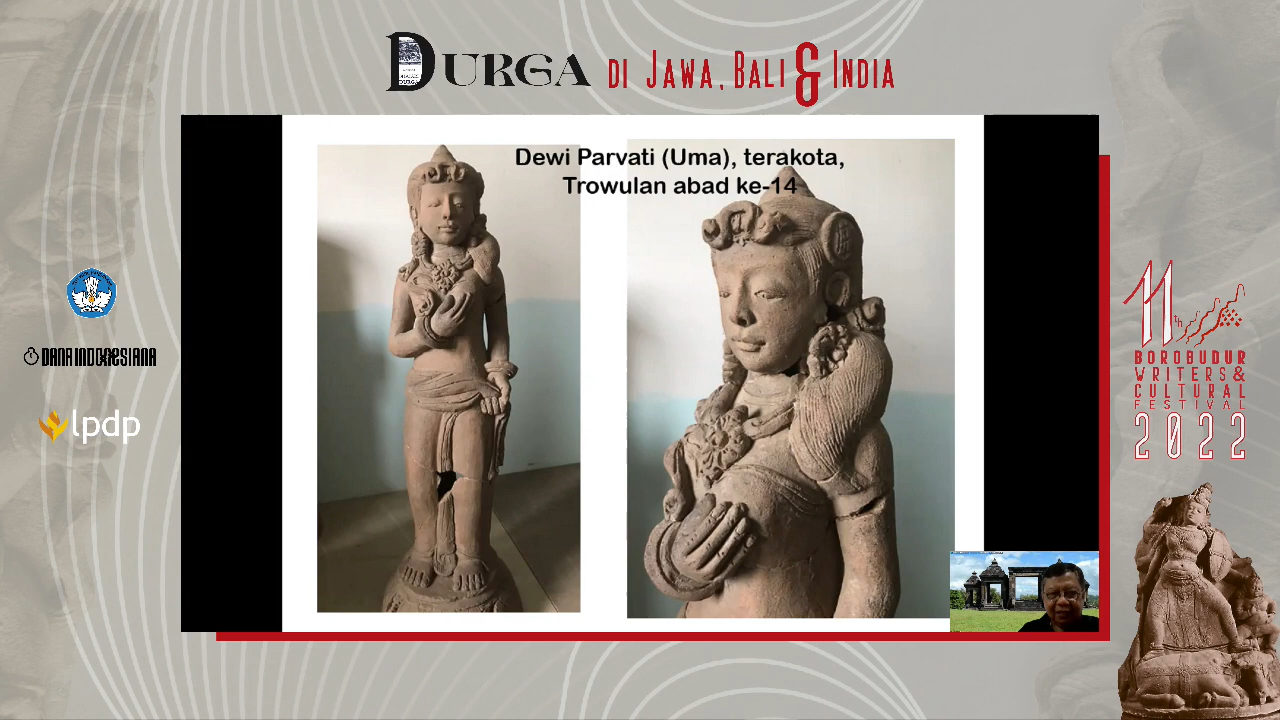 DURGA DI JAWA, BALI & INDIA
Dewi Parvati (Uma), terakota,
Trowulan abad ke-14
DANA INDONESIANA
lpdp
11th
BOROBUDUR
WRITERS &
CULTURAL
FESTIVAL
2022